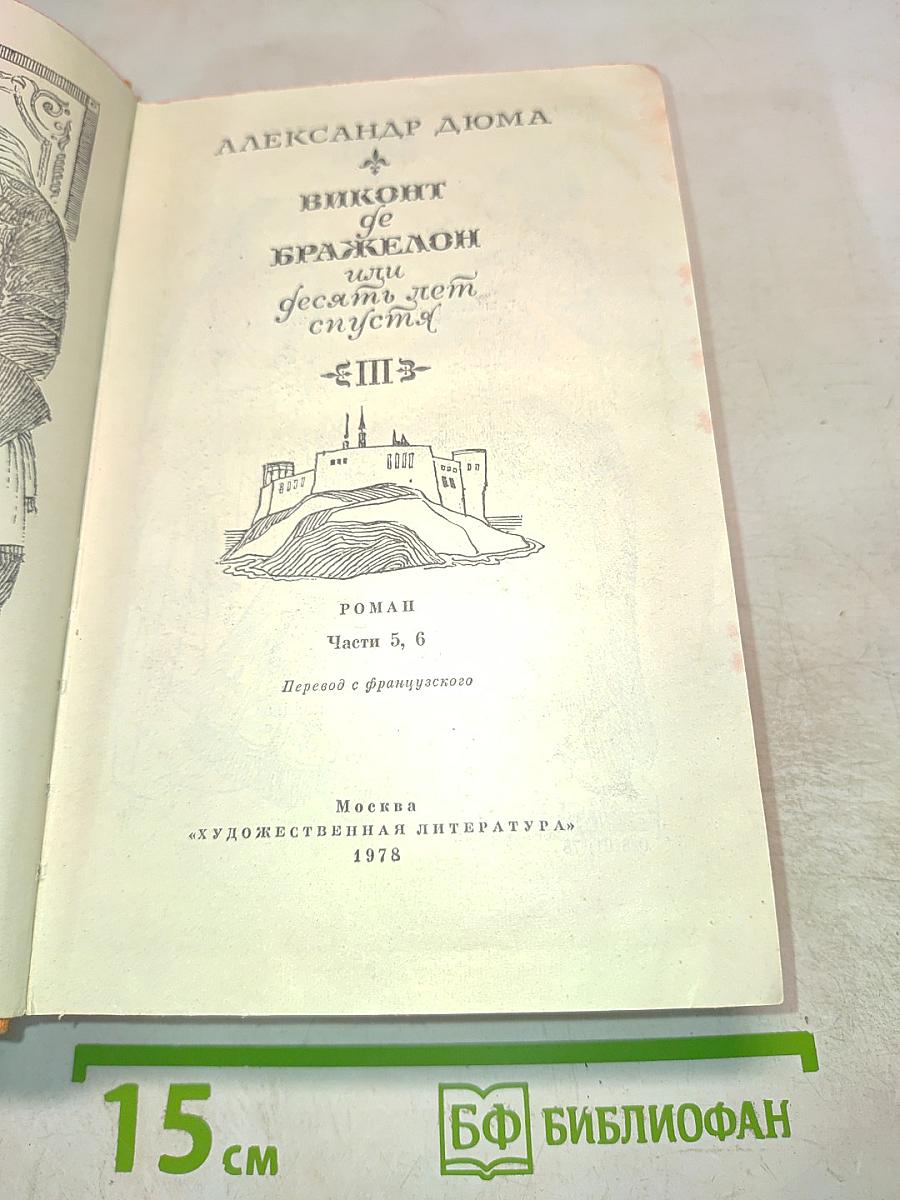 АЛЕКСАНДР ДЮМА
ВИКОНТ
де
БРАЖЕЛОН
или
десять лет
спустя
III
РОМАН
Части 5, 6
Перевод с французского
Москва
«ХУДОЖЕСТВЕННАЯ ЛИТЕРАТУРА»
1978
15 см
БФ БИБЛИОФАН